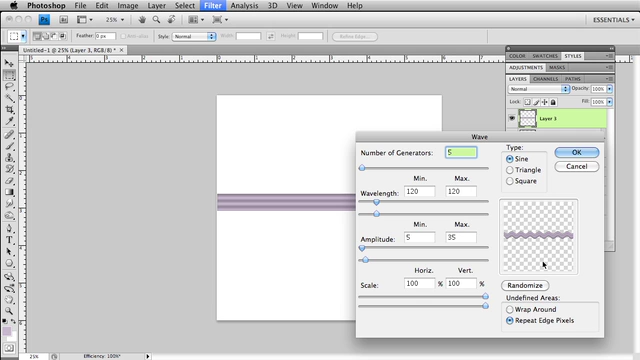 Photoshop File Edit Image Layer Select Filter Analysis 3D View Window Help
Ps 25% ESSENTIALS
Feather: 0 px Anti-alias Style: Normal Width: Height: Refine Edge...
Untitled-1 @ 25% (Layer 3, RGB/8) *
COLOR SWATCHES STYLES
ADJUSTMENTS MASKS
LAYERS CHANNELS PATHS
Normal Opacity: 100%
Lock: Fill: 100%
Layer 3
Wave
Number of Generators: 5
Type:
Sine
Triangle
Square
OK
Cancel
Min. Max.
Wavelength: 120 120
Min. Max.
Amplitude: 5 35
Horiz. Vert.
Scale: 100 % 100 %
Randomize
Undefined Areas:
Wrap Around
Repeat Edge Pixels
25% Efficiency: 100%*